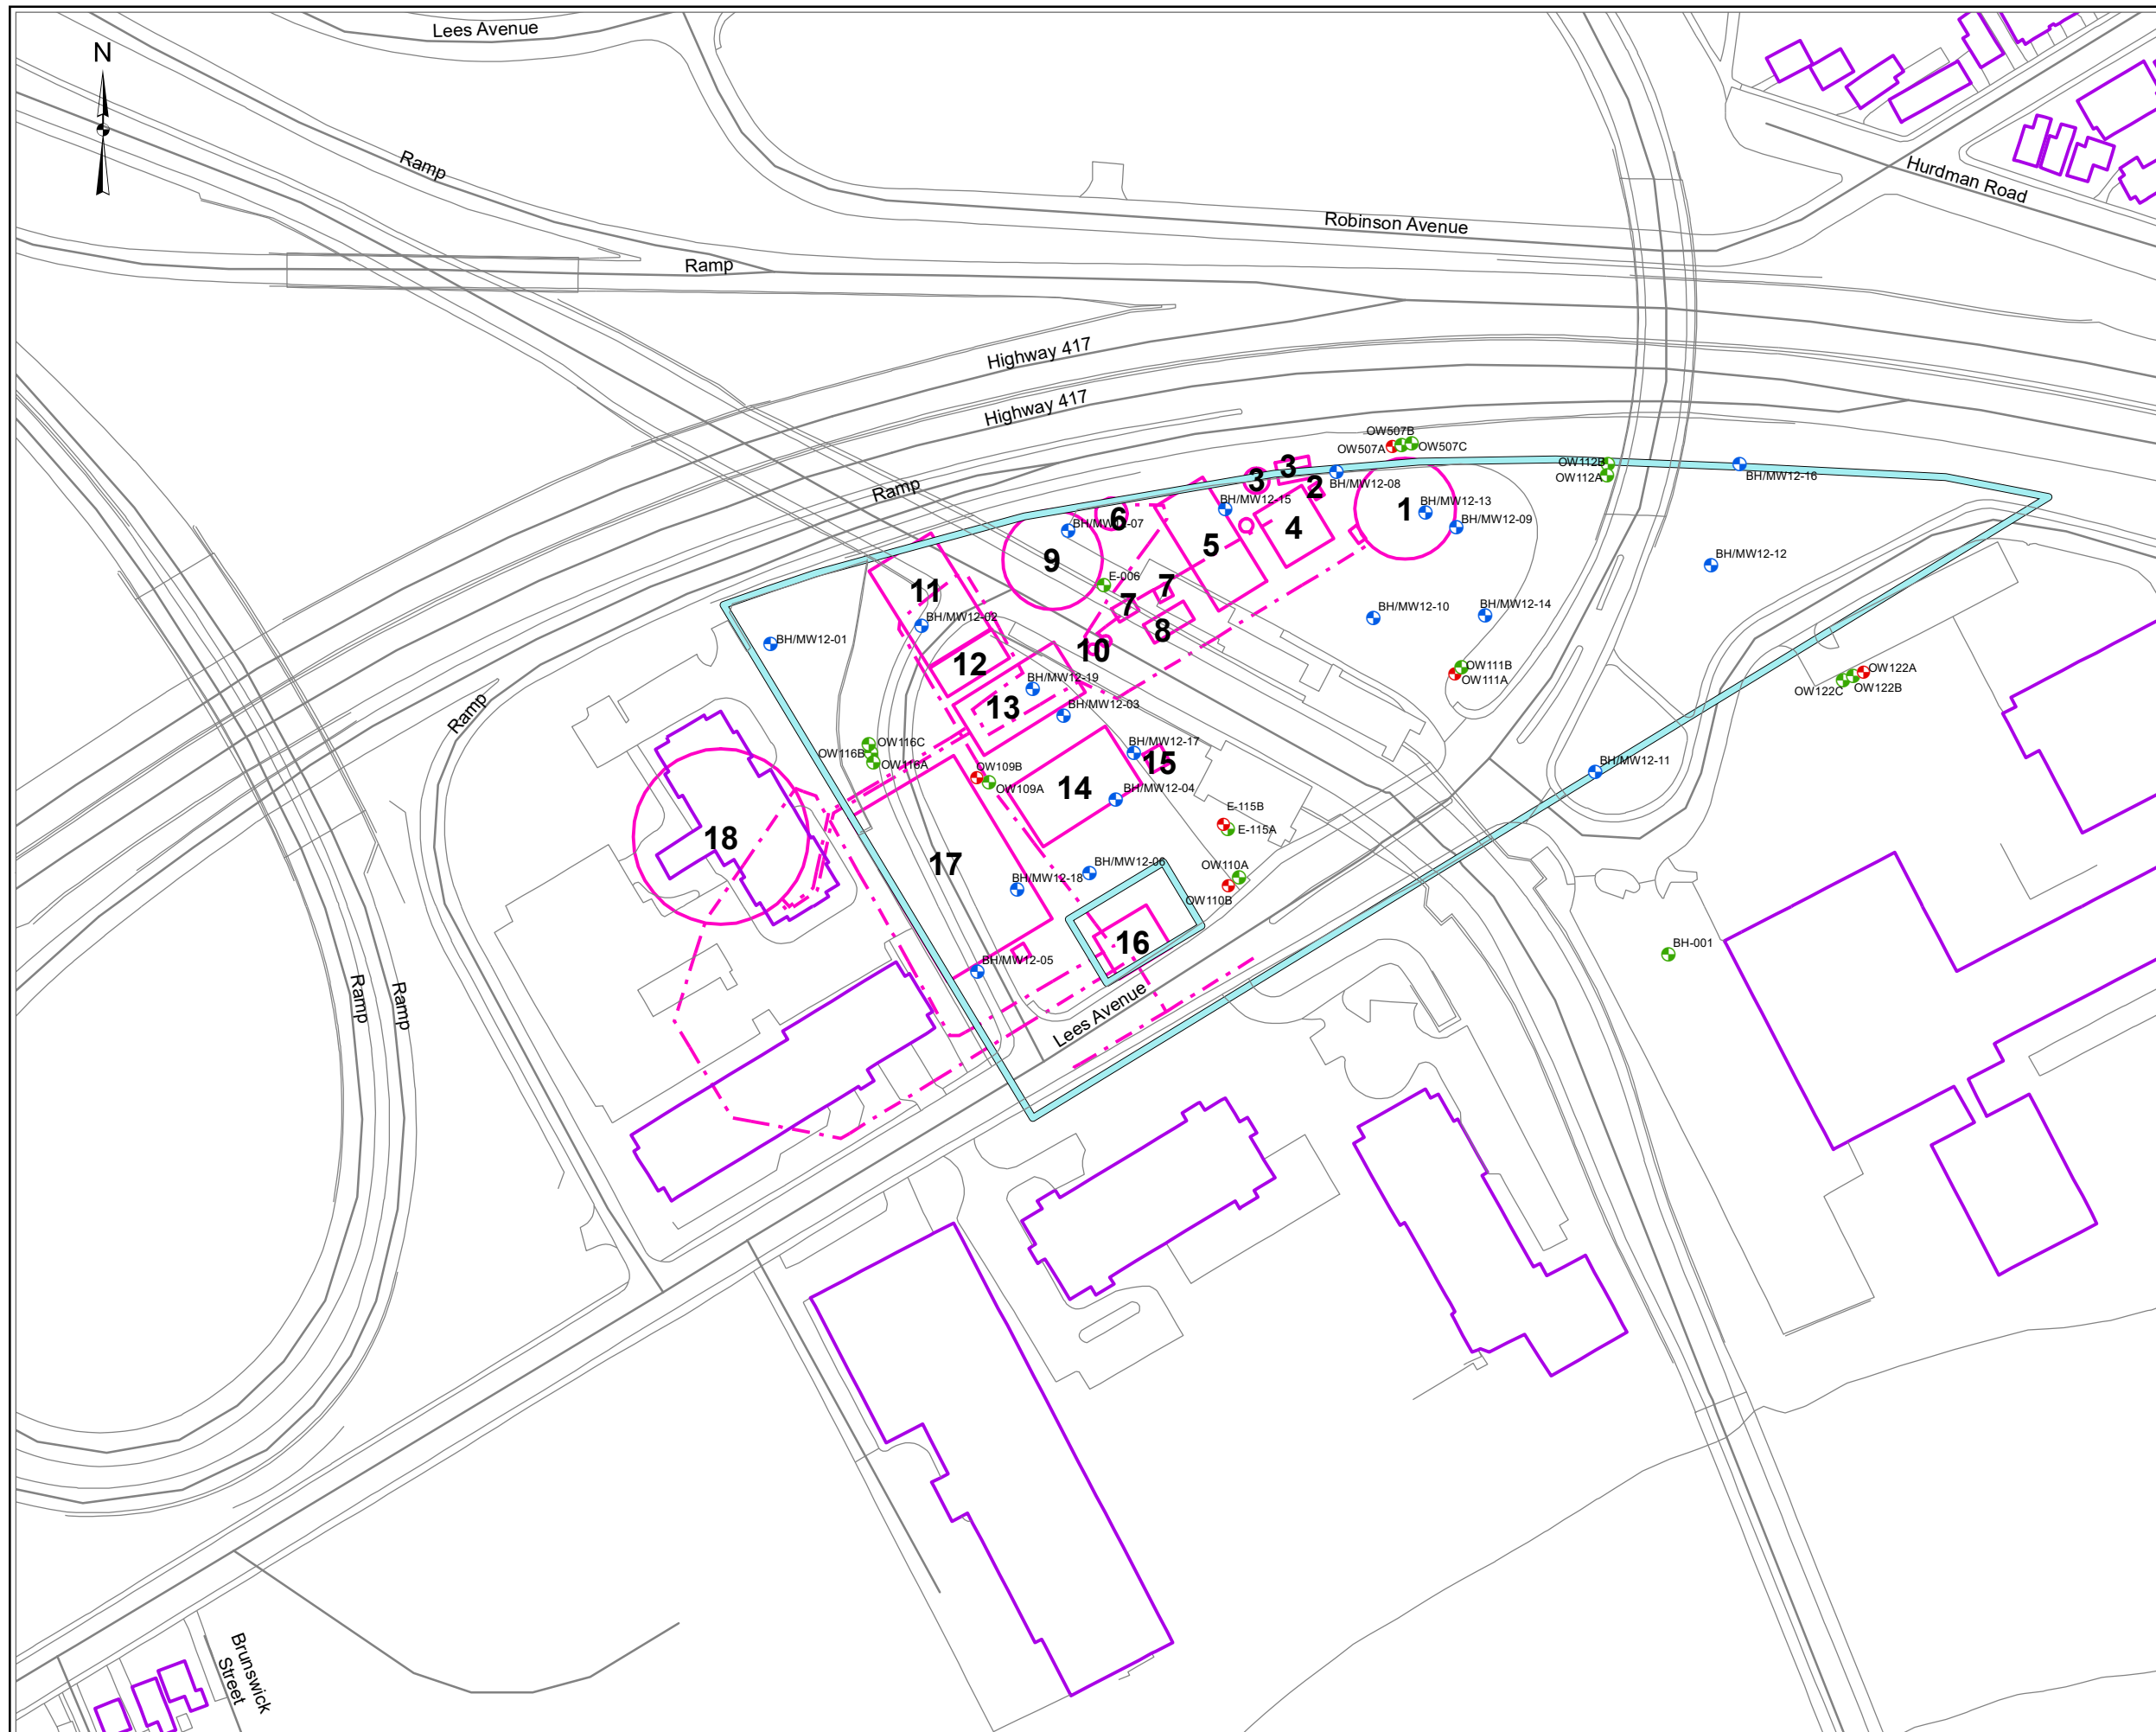 Lees Avenue
N
Ramp
Hurdman Road
Robinson Avenue
Ramp
Highway 417
Highway 417
OW507B
OW507A
OW507C
OW112B
OW112A
BH/MW12-16
3
3
2
BH/MW12-08
Ramp
BH/MW12-15
1
BH/MW12-13
BH/MW12-09
6
BH/MW12-07
4
5
9
BH/MW12-12
E-006
11
7
7
BH/MW12-10
BH/MW12-14
BH/MW12-02
8
BH/MW12-01
10
12
OW111B
OW111A
OW122A
OW122B
OW122C
BH/MW12-19
13
BH/MW12-03
Ramp
OW116C
OW116B
OW116A
BH/MW12-17
15
OW109B
OW109A
14
BH/MW12-04
BH/MW12-11
E-115B
E-115A
18
17
BH/MW12-06
OW110A
BH/MW12-18
OW110B
16
BH-001
BH/MW12-05
Ramp
Ramp
Lees Avenue
Brunswick
Street